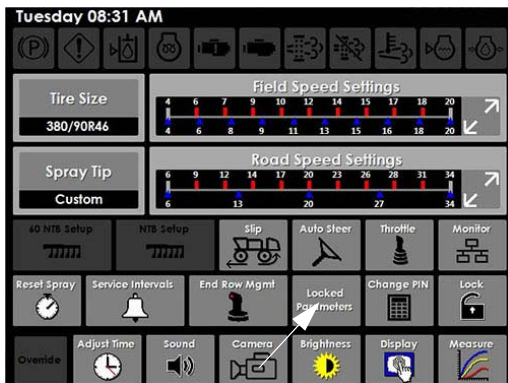 Tuesday 08:31 AM
(P)
Tire Size
380/90R46
Field Speed Settings
4 6 7 9 10 12 14 15 17 18 20
4 6 8 9 11 13 15 16 18 20
Spray Tip
Custom
Road Speed Settings
6 9 12 14 17 20 23 26 28 31 34
6 13 20 27 34
60 NTB Setup
NTB Setup
Slip
Auto Steer
Throttle
Monitor
Reset Spray
Service Intervals
End Row Mgmt
Locked
Parameters
Change PIN
Lock
Override
Adjust Time
Sound
Camera
Brightness
Display
Measure